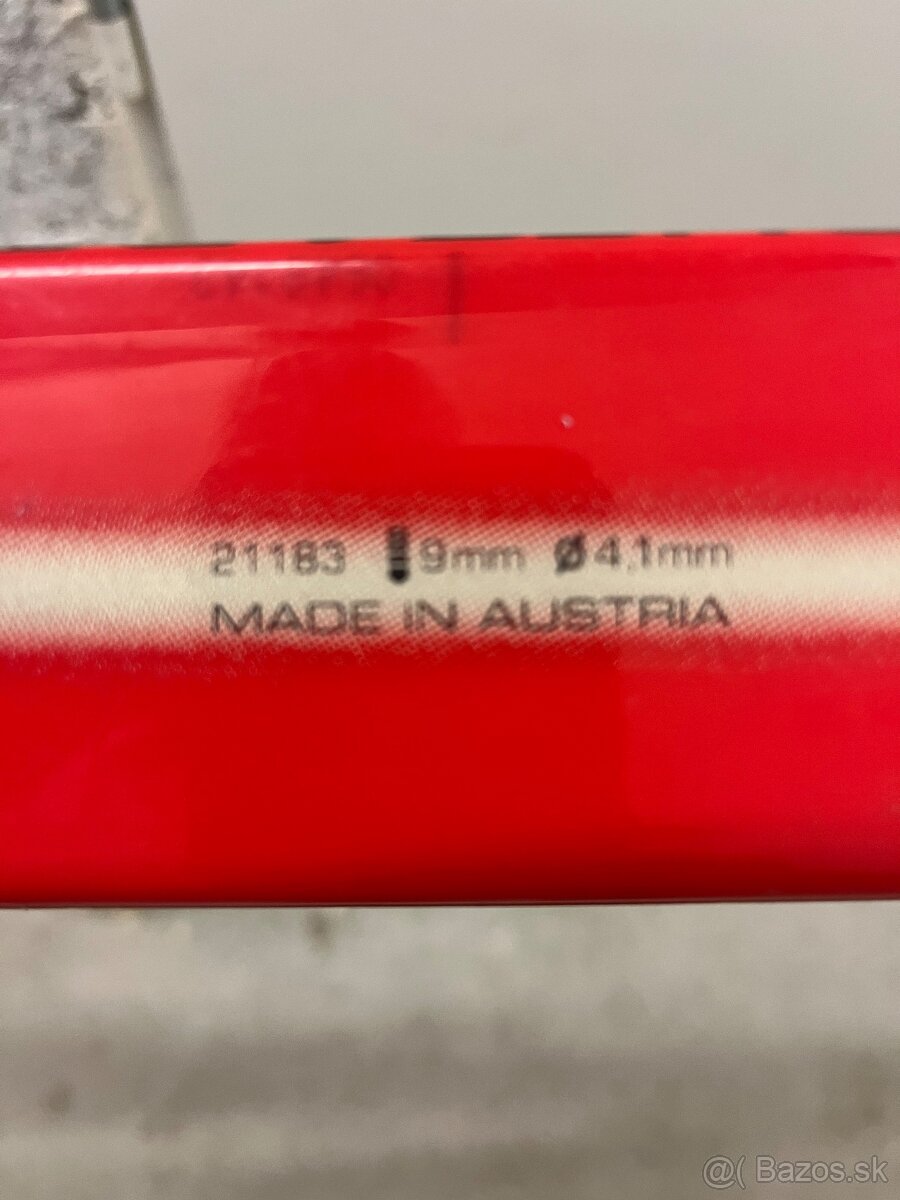 21183 9mm Ø4,1mm
MADE IN AUSTRIA
@( Bazos.sk